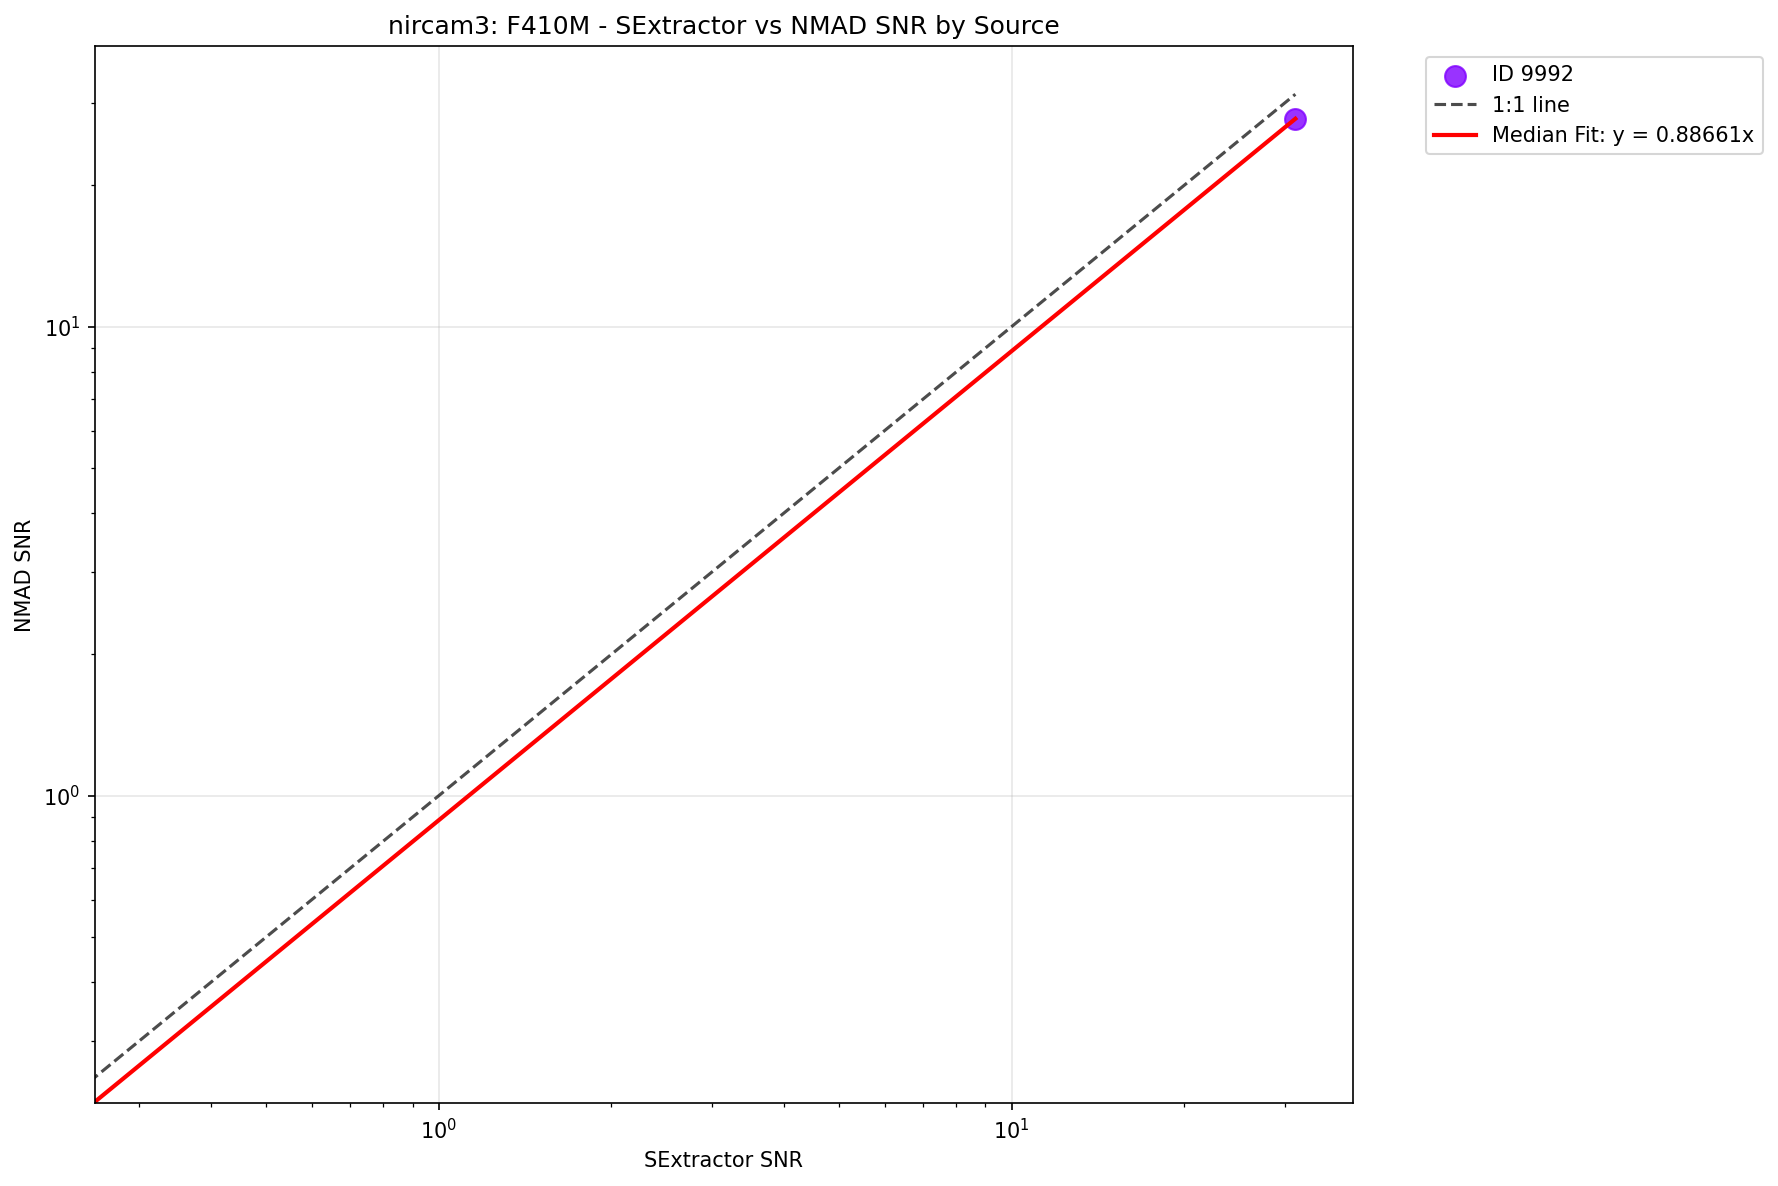 nircam3: F410M - SExtractor vs NMAD SNR by Source
ID 9992
1:1 line
Median Fit: y = 0.88661x
NMAD SNR
10¹
10⁰
10⁰
10¹
SExtractor SNR